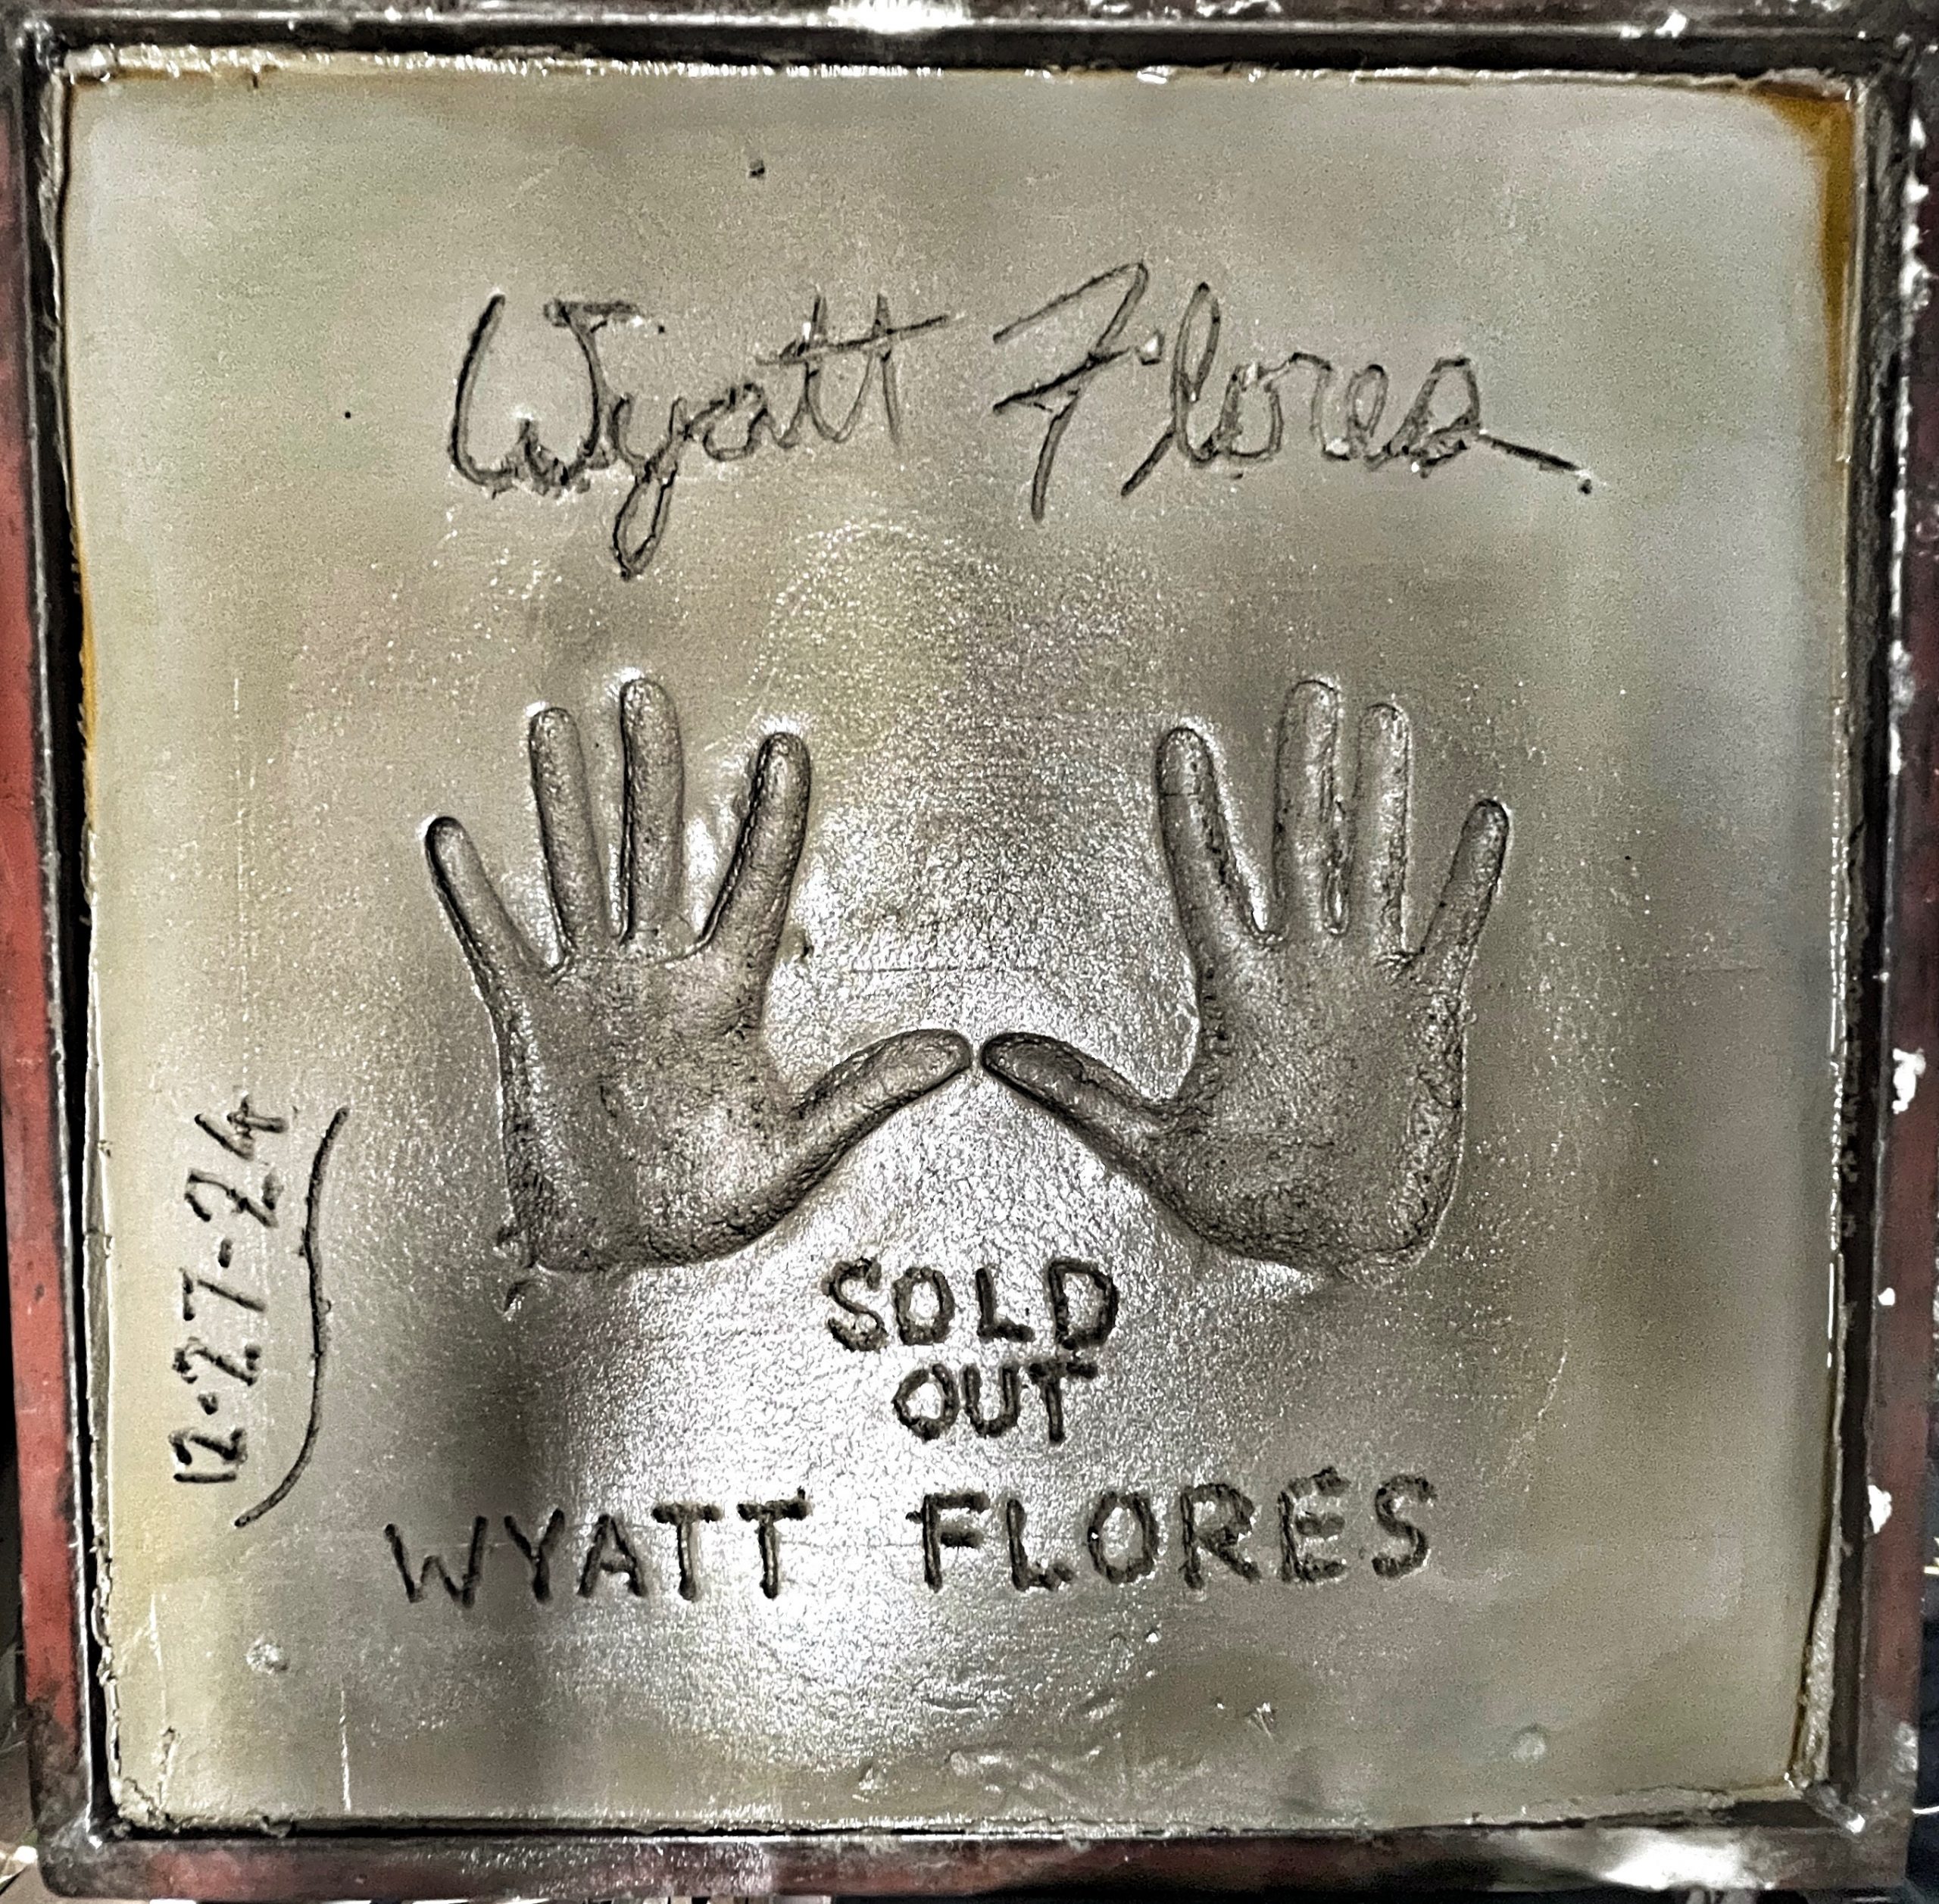 Wyatt Flores
12-27-24
SOLD
OUT
WYATT FLORES